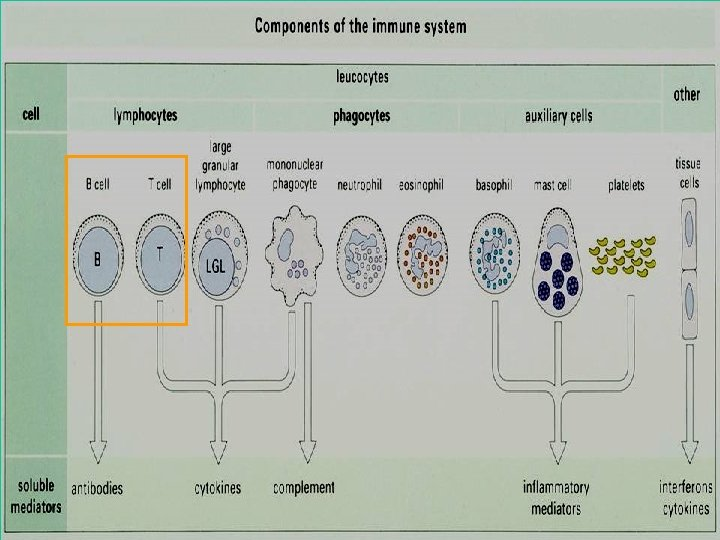 Components of the immune system
leucocytes
other
cell
lymphocytes
phagocytes
auxiliary cells
B cell
T cell
large
granular
lymphocyte
mononuclear
phagocyte
neutrophil
eosinophil
basophil
mast cell
platelets
tissue
cells
B
T
LGL
soluble
mediators
antibodies
cytokines
complement
inflammatory
mediators
interferons
cytokines